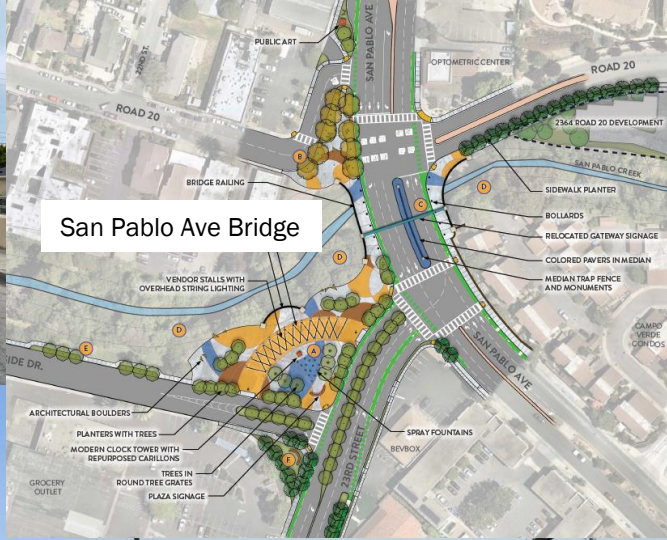 PUBLIC ART
SAN PABLO AVE
22ND ST.
OPTOMETRIC CENTER
ROAD 20
ROAD 20
2364 ROAD 20 DEVELOPMENT
SAN PABLO CREEK
B
BRIDGE RAILING
D
SIDEWALK PLANTER
C
BOLLARDS
San Pablo Ave Bridge
RELOCATED GATEWAY SIGNAGE
D
COLORED PAVERS IN MEDIAN
VENDOR STALLS WITH
OVERHEAD STRING LIGHTING
MEDIAN TRAP FENCE
AND MONUMENTS
D
E
A
CAMPO
VERDE
CONDOS
SIDE DR.
SAN PABLO AVE
ARCHITECTURAL BOULDERS
PLANTERS WITH TREES
SPRAY FOUNTAINS
MODERN CLOCK TOWER WITH
REPURPOSED CARILLONS
23RD STREET
BEVBOX
F
TREES IN
ROUND TREE GRATES
GROCERY
OUTLET
PLAZA SIGNAGE